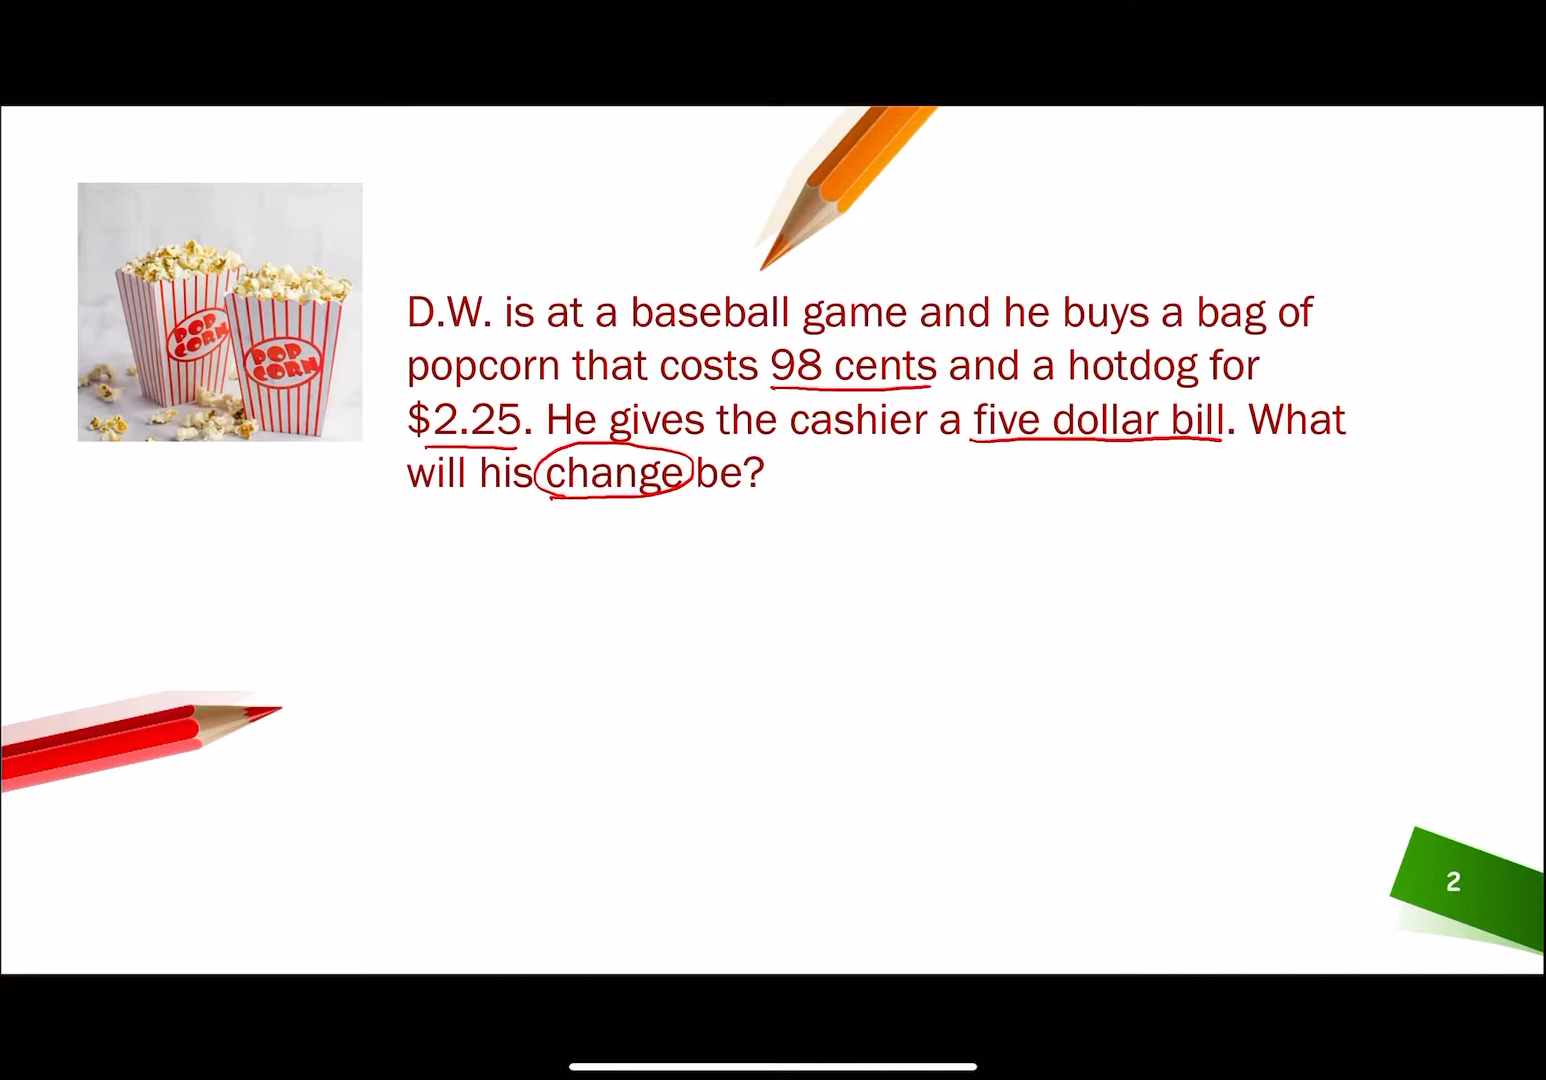 D.W. is at a baseball game and he buys a bag of
popcorn that costs 98 cents and a hotdog for
$2.25. He gives the cashier a five dollar bill. What
will his change be?
POP
CORN
POP
CORN
2